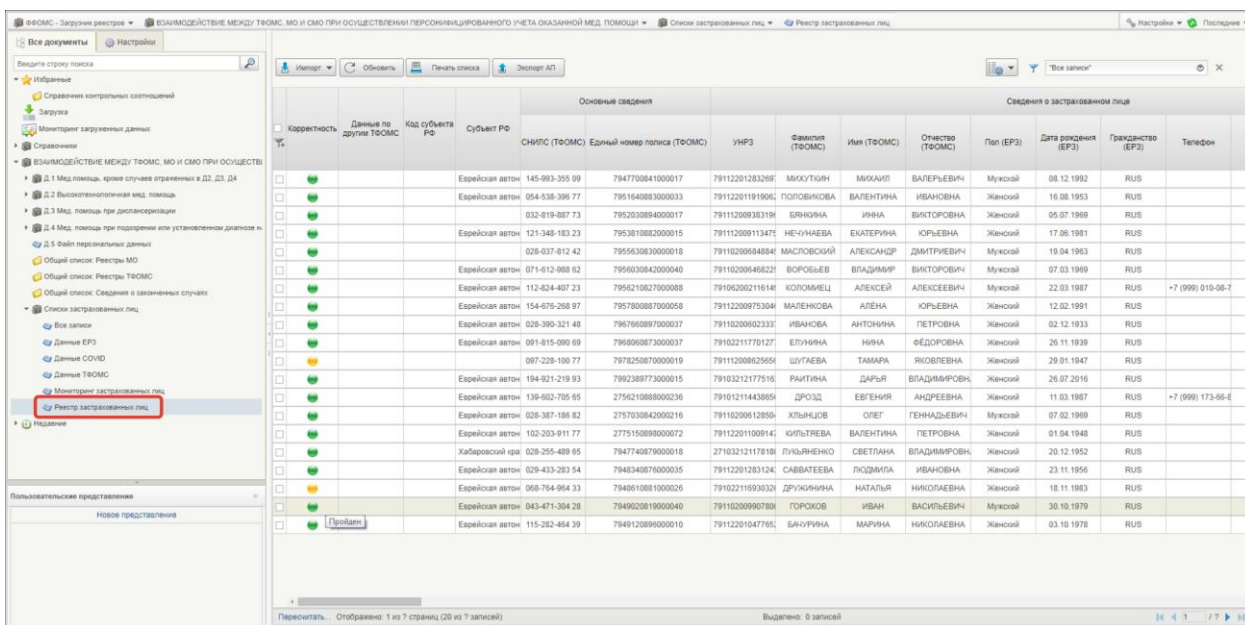 ФФОМС - Загрузчик реестров
ВЗАИМОДЕЙСТВИЕ МЕЖДУ ТФОМС, МО И СМО ПРИ ОСУЩЕСТВЛЕНИИ ПЕРСОНИФИЦИРОВАННОГО УЧЕТА ОКАЗАННОЙ МЕД. ПОМОЩИ
Списки застрахованных лиц
Реестр застрахованных лиц
Настройки
Последние
Все документы
Настройки
Введите строку поиска
Избранные
Справочник контрольных соотношений
Загрузка
Мониторинг загруженных данных
Справочники
ВЗАИМОДЕЙСТВИЕ МЕЖДУ ТФОМС, МО И СМО ПРИ ОСУЩЕСТВ
Д.1 Мед.помощь, кроме случаев отраженных в Д2, Д3, Д4
Д.2 Высокотехнологичная мед. помощь
Д.3 Мед. помощь при диспансеризации
Д.4 Мед. помощь при подозрении или установленном диагнозе
Д.5 Файл персональных данных
Общий список: Реестры МО
Общий список: Реестры ТФОМС
Общий список: Сведения о законченных случаях
Списки застрахованных лиц
Все записи
Данные ЕРЗ
Данные COVID
Данные ТФОМС
Мониторинг застрахованных лиц
Реестр застрахованных лиц
Недавние
Пользовательские представления
Новое представление
Импорт
Обновить
Печать списка
Экспорт АП
"Все записи"
Основные сведения
Сведения о застрахованном лице
Корректность Данные по другим ТФОМС Код субъекта РФ Субъект РФ СНИЛС (ТФОМС) Единый номер полиса (ТФОМС) УНРЗ Фамилия (ТФОМС) Имя (ТФОМС) Отчество (ТФОМС) Пол (ЕРЗ) Дата рождения (ЕРЗ) Гражданство (ЕРЗ) Телефон
Еврейская автон 145-993-355 09 7947700841000017 МИХУТКИН МИХАИЛ ВАЛЕРЬЕВИЧ Мужской 08.12.1992 RUS
Еврейская автон 054-538-396 77 7951640883000033 ПОЛОВИКОВА ВАЛЕНТИНА ИВАНОВНА Женский 16.08.1953 RUS
032-819-887 73 7952030894000017 БЯНКИНА ИННА ВИКТОРОВНА Женский 05.07.1969 RUS
Еврейская автон 121-348-183 23 7953810882000015 НЕЧУНАЕВА ЕКАТЕРИНА ЮРЬЕВНА Женский 17.06.1981 RUS
028-037-812 42 7955630830000018 МАСЛОВСКИЙ АЛЕКСАНДР ДМИТРИЕВИЧ Мужской 19.04.1963 RUS
Еврейская автон 071-612-988 62 7956030842000040 ВОРОБЬЕВ ВЛАДИМИР ВИКТОРОВИЧ Мужской 07.03.1969 RUS
Еврейская автон 112-824-407 23 7956210827000088 КОЛОМИЕЦ АЛЕКСЕЙ АЛЕКСЕЕВИЧ Мужской 22.03.1987 RUS +7 (999) 010-08-7
Еврейская автон 154-676-268 97 7957800887000058 МАЛЕНКОВА АЛЁНА ЮРЬЕВНА Женский 12.02.1991 RUS
Еврейская автон 028-390-321 48 7967660897000037 ИВАНОВА АНТОНИНА ПЕТРОВНА Женский 02.12.1933 RUS
Еврейская автон 091-815-090 69 7968060873000037 ЕЛУНИНА НИНА ФЁДОРОВНА Женский 26.11.1939 RUS
097-228-100 77 7978250870000019 ШУГАЕВА ТАМАРА ЯКОВЛЕВНА Женский 29.01.1947 RUS
Еврейская автон 194-921-219 93 7992389773000015 РАИТИНА ДАРЬЯ ВЛАДИМИРОВН Женский 26.07.2016 RUS
Еврейская автон 139-602-705 65 2756210888000236 ДРОЗД ЕВГЕНИЯ АНДРЕЕВНА Женский 11.03.1987 RUS +7 (999) 173-66-8
Еврейская автон 028-387-186 82 2757030842000216 ХЛЫНЦОВ ОЛЕГ ГЕННАДЬЕВИЧ Мужской 07.02.1969 RUS
Еврейская автон 102-203-911 77 2775150898000072 КИЛЬТЯЕВА ВАЛЕНТИНА ПЕТРОВНА Женский 01.04.1948 RUS
Хабаровский кра 028-255-489 65 7947740879000018 ЛУКЬЯНЕНКО СВЕТЛАНА ВЛАДИМИРОВН Женский 20.12.1952 RUS
Еврейская автон 029-433-283 54 7948340876000035 САВВАТЕЕВА ЛЮДМИЛА ИВАНОВНА Женский 23.11.1956 RUS
Еврейская автон 068-764-964 33 7948610881000026 ДРУЖИНИНА НАТАЛЬЯ НИКОЛАЕВНА Женский 18.11.1983 RUS
Еврейская автон 043-471-304 28 7949020819000040 ГОРОХОВ ИВАН ВАСИЛЬЕВИЧ Мужской 30.10.1979 RUS
Еврейская автон 115-282-464 39 7949120896000010 БАЧУРИНА МАРИНА НИКОЛАЕВНА Женский 03.10.1978 RUS
Пройден
Пересчитать... Отображено: 1 из ? страниц (20 из ? записей)
Выделено: 0 записей
1 / ?